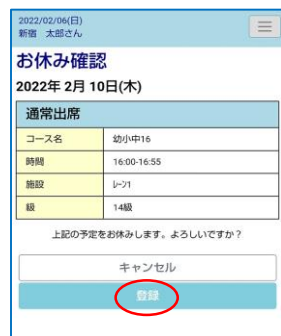 2022/02/06(日)
新宿　太郎さん
お休み確認
2022年 2月 10日(木)
通常出席
コース名 幼小中16
時間 16:00-16:55
施設 ﾚｰﾝ1
級 14級
上記の予定をお休みします。よろしいですか？
キャンセル
登録